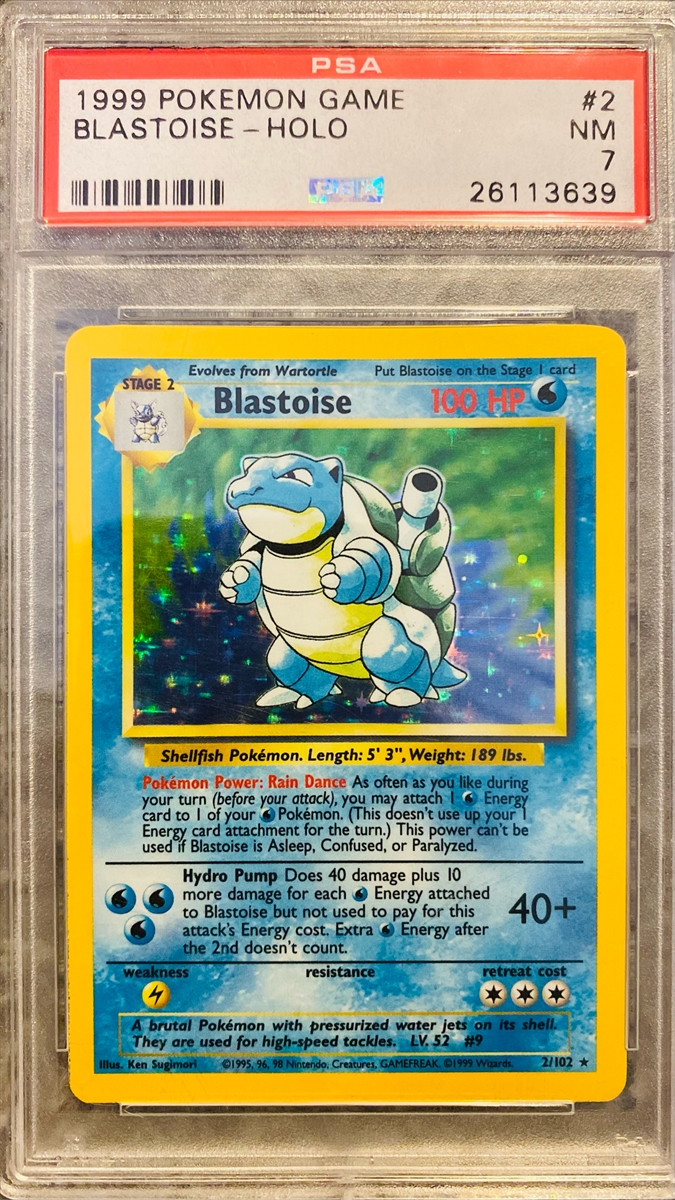 PSA
1999 POKEMON GAME #2
BLASTOISE – HOLO NM
7
26113639
STAGE 2
Evolves from Wartortle Put Blastoise on the Stage 1 card
Blastoise 100 HP
Shellfish Pokémon. Length: 5' 3", Weight: 189 lbs.
Pokémon Power: Rain Dance As often as you like during
your turn (before your attack), you may attach 1 Energy
card to 1 of your Pokémon. (This doesn't use up your 1
Energy card attachment for the turn.) This power can't be
used if Blastoise is Asleep, Confused, or Paralyzed.
Hydro Pump Does 40 damage plus 10
more damage for each Energy attached
to Blastoise but not used to pay for this
attack's Energy cost. Extra Energy after
the 2nd doesn't count.
40+
weakness resistance retreat cost
A brutal Pokémon with pressurized water jets on its shell.
They are used for high-speed tackles. LV. 52 #9
Illus. Ken Sugimori ©1995, 96, 98 Nintendo, Creatures, GAMEFREAK. ©1999 Wizards. 2/102 ★